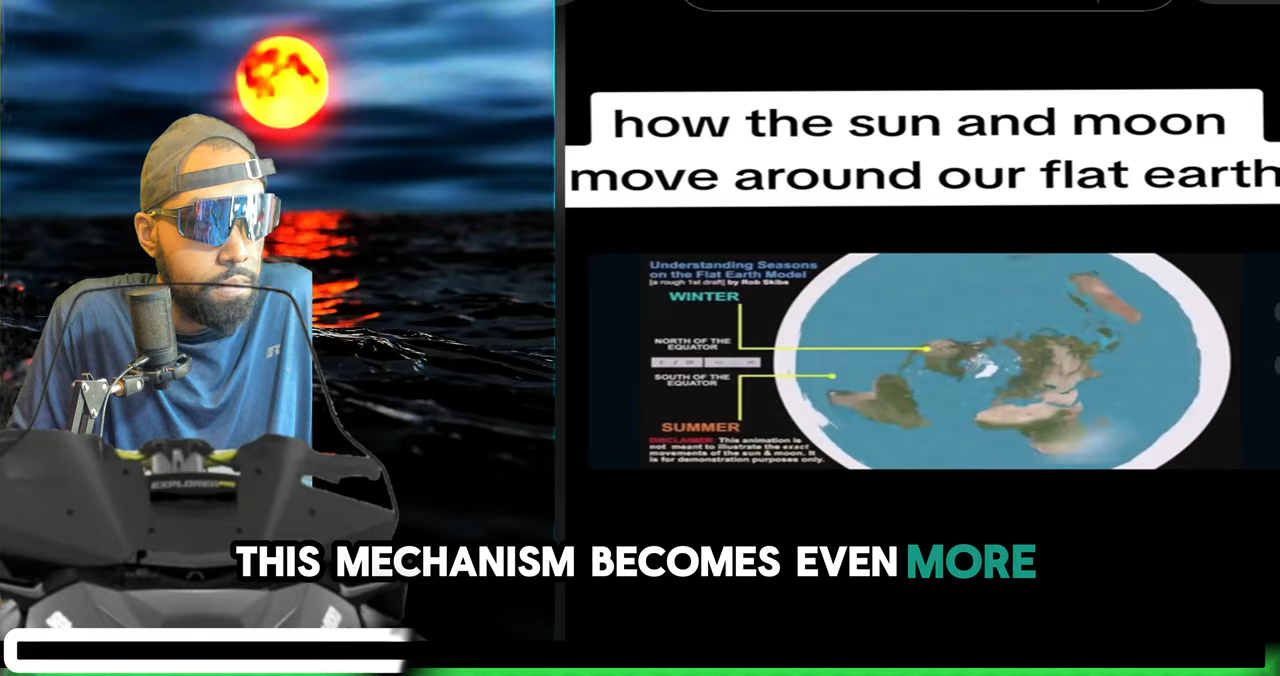 how the sun and moon
move around our flat earth
Understanding Seasons
on the Flat Earth Model
[a rough 1st draft] by Rob Skiba
WINTER
NORTH OF THE
EQUATOR
SOUTH OF THE
EQUATOR
SUMMER
DISCLAIMER: This animation is
not meant to illustrate the exact
movements of the sun & moon. It
is for demonstration purposes only.
EXPLORER
THIS MECHANISM BECOMES EVEN MORE